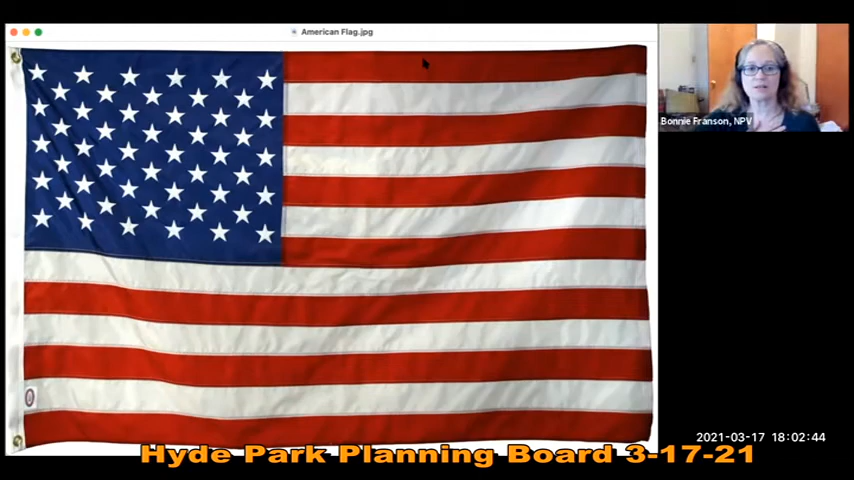 American Flag.jpg
Bonnie Franson, NPV
2021-03-17 18:02:44
Hyde Park Planning Board 3-17-21